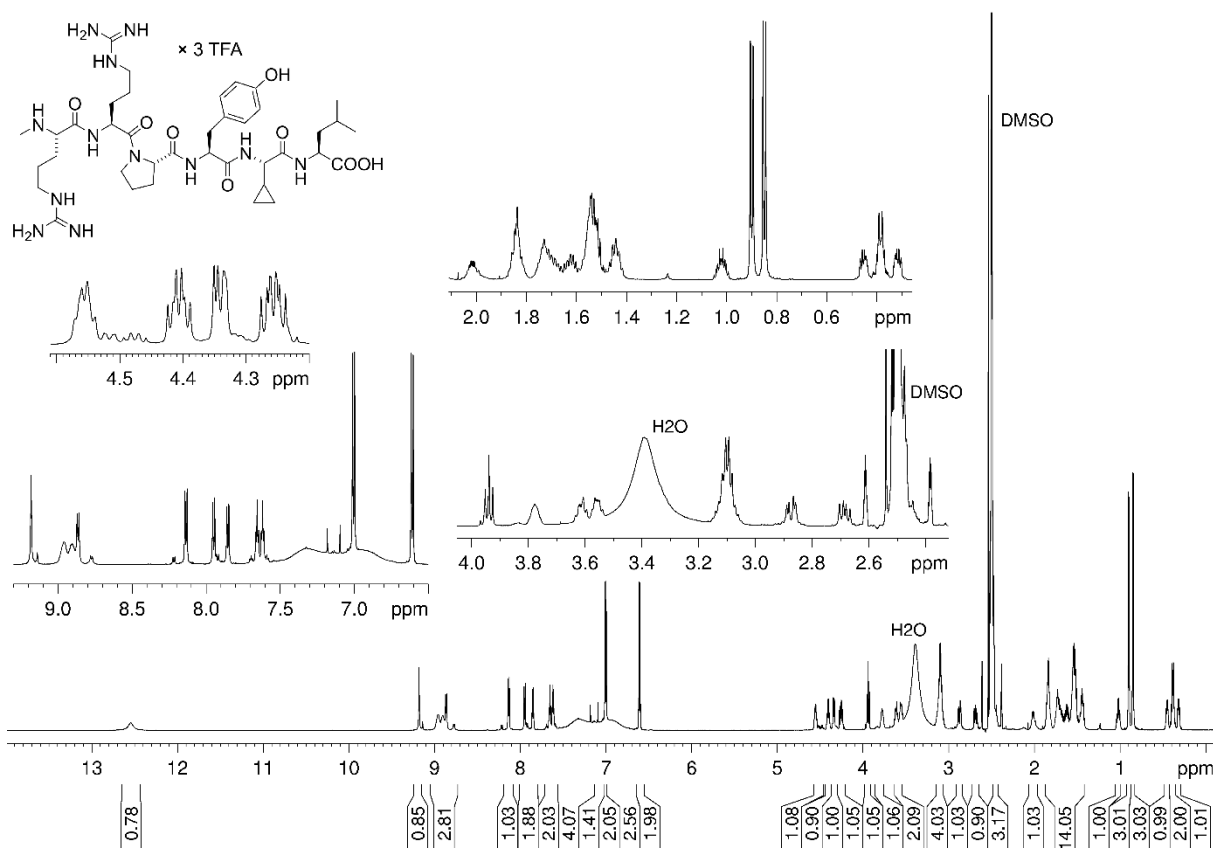 H2N NH
NH
× 3 TFA
OH
H
N
O
N
H
O
N
O
N
H
O
H
N
O
N
H
COOH
NH
H2N NH
2.0 1.8 1.6 1.4 1.2 1.0 0.8 0.6 ppm
4.5 4.4 4.3 ppm
DMSO
DMSO
H2O
4.0 3.8 3.6 3.4 3.2 3.0 2.8 2.6 ppm
9.0 8.5 8.0 7.5 7.0 ppm
H2O
13 12 11 10 9 8 7 6 5 4 3 2 1 ppm
0.78 0.85 2.81 1.03 1.88 2.03 4.07 1.41 2.05 2.56 1.98 1.08 0.90 1.00 1.05 1.05 1.06 2.09 4.03 1.03 0.90 3.17 1.03 14.05 1.00 3.01 3.03 0.99 2.00 1.01